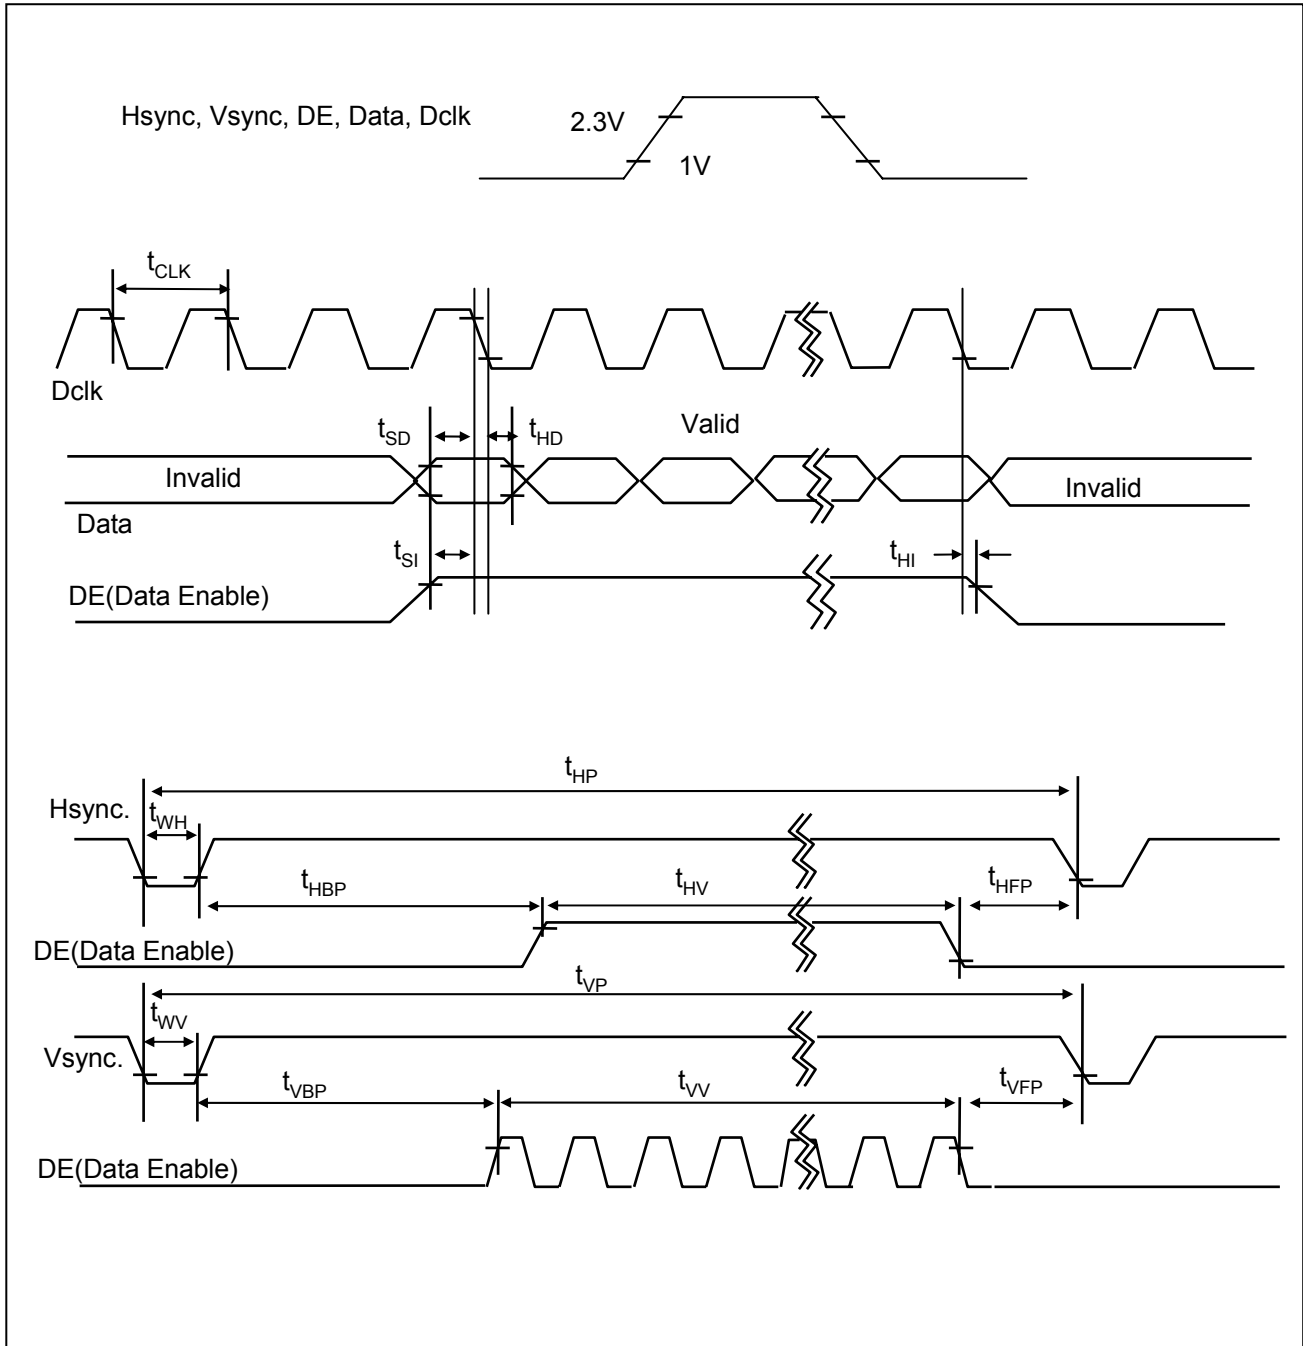 Hsync, Vsync, DE, Data, Dclk
2.3V
1V
tCLK
Dclk
tSD
tHD
Valid
Invalid
Invalid
Data
tSI
tHI
DE(Data Enable)
tHP
Hsync.
tWH
tHBP
tHV
tHFP
DE(Data Enable)
tVP
tWV
Vsync.
tVBP
tVV
tVFP
DE(Data Enable)